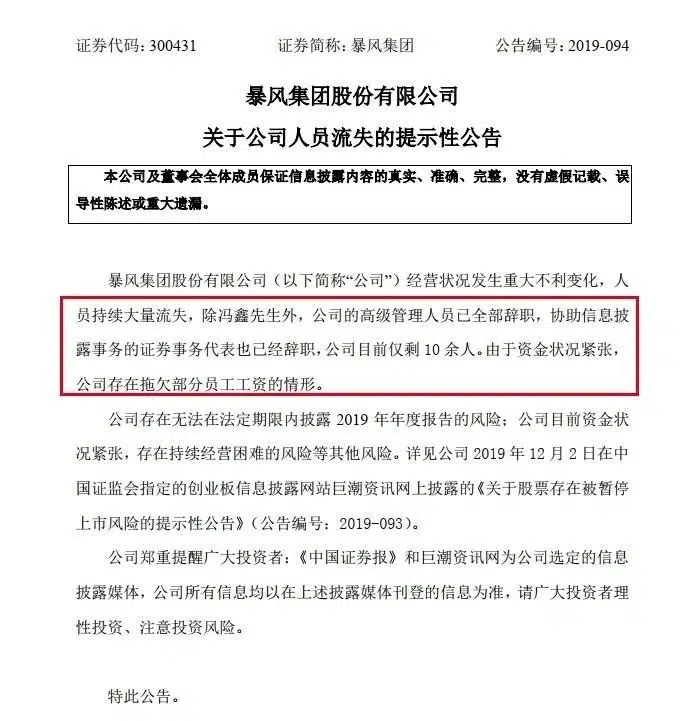 证券代码：300431 证券简称：暴风集团 公告编号：2019-094
暴风集团股份有限公司
关于公司人员流失的提示性公告
本公司及董事会全体成员保证信息披露内容的真实、准确、完整，没有虚假记载、误
导性陈述或重大遗漏。
暴风集团股份有限公司（以下简称“公司”）经营状况发生重大不利变化，人
员持续大量流失，除冯鑫先生外，公司的高级管理人员已全部辞职，协助信息披
露事务的证券事务代表也已经辞职，公司目前仅剩 10 余人。由于资金状况紧张，
公司存在拖欠部分员工工资的情形。
公司存在无法在法定期限内披露 2019 年年度报告的风险；公司目前资金状
况紧张，存在持续经营困难的风险等其他风险。详见公司 2019 年 12 月 2 日在中
国证监会指定的创业板信息披露网站巨潮资讯网上披露的《关于股票存在被暂停
上市风险的提示性公告》（公告编号：2019-093）。
公司郑重提醒广大投资者：《中国证券报》和巨潮资讯网为公司选定的信息
披露媒体，公司所有信息均以在上述披露媒体刊登的信息为准，请广大投资者理
性投资、注意投资风险。
特此公告。